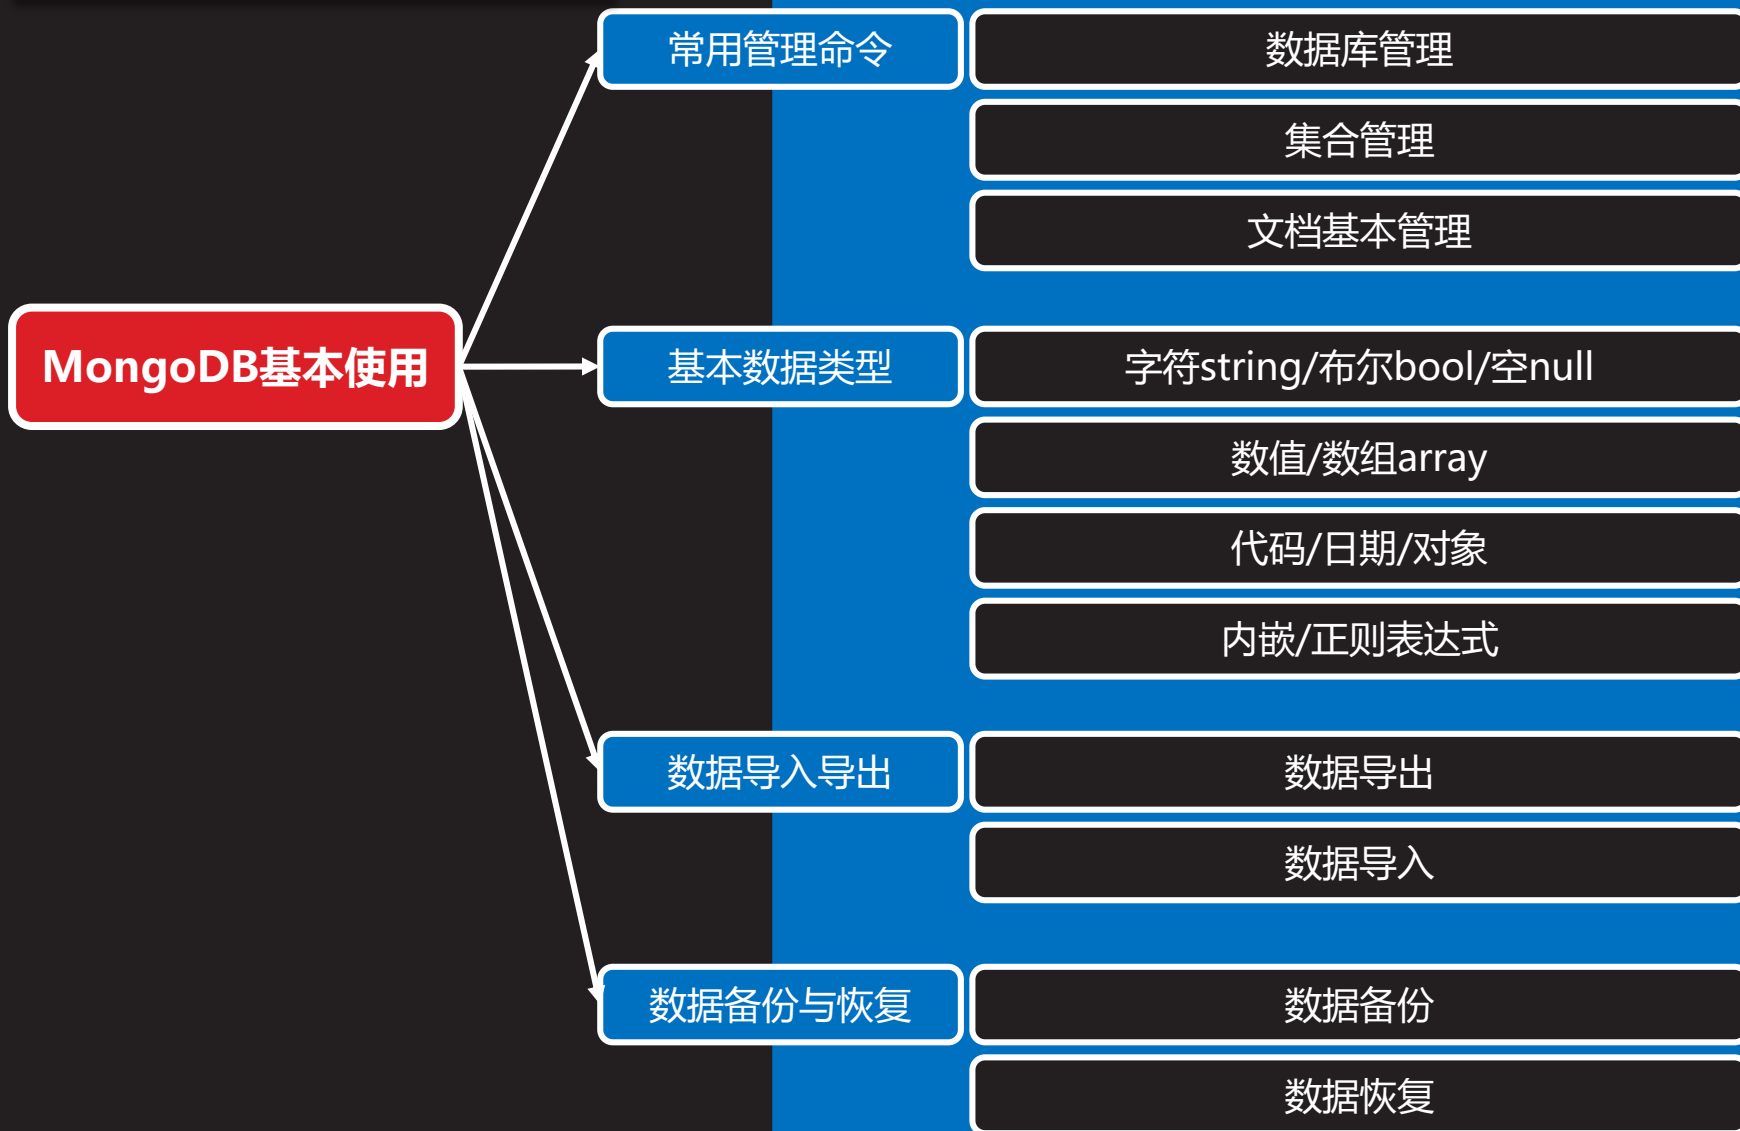 常用管理命令
数据库管理
集合管理
文档基本管理
MongoDB基本使用
基本数据类型
字符string/布尔bool/空null
数值/数组array
代码/日期/对象
内嵌/正则表达式
数据导入导出
数据导出
数据导入
数据备份与恢复
数据备份
数据恢复